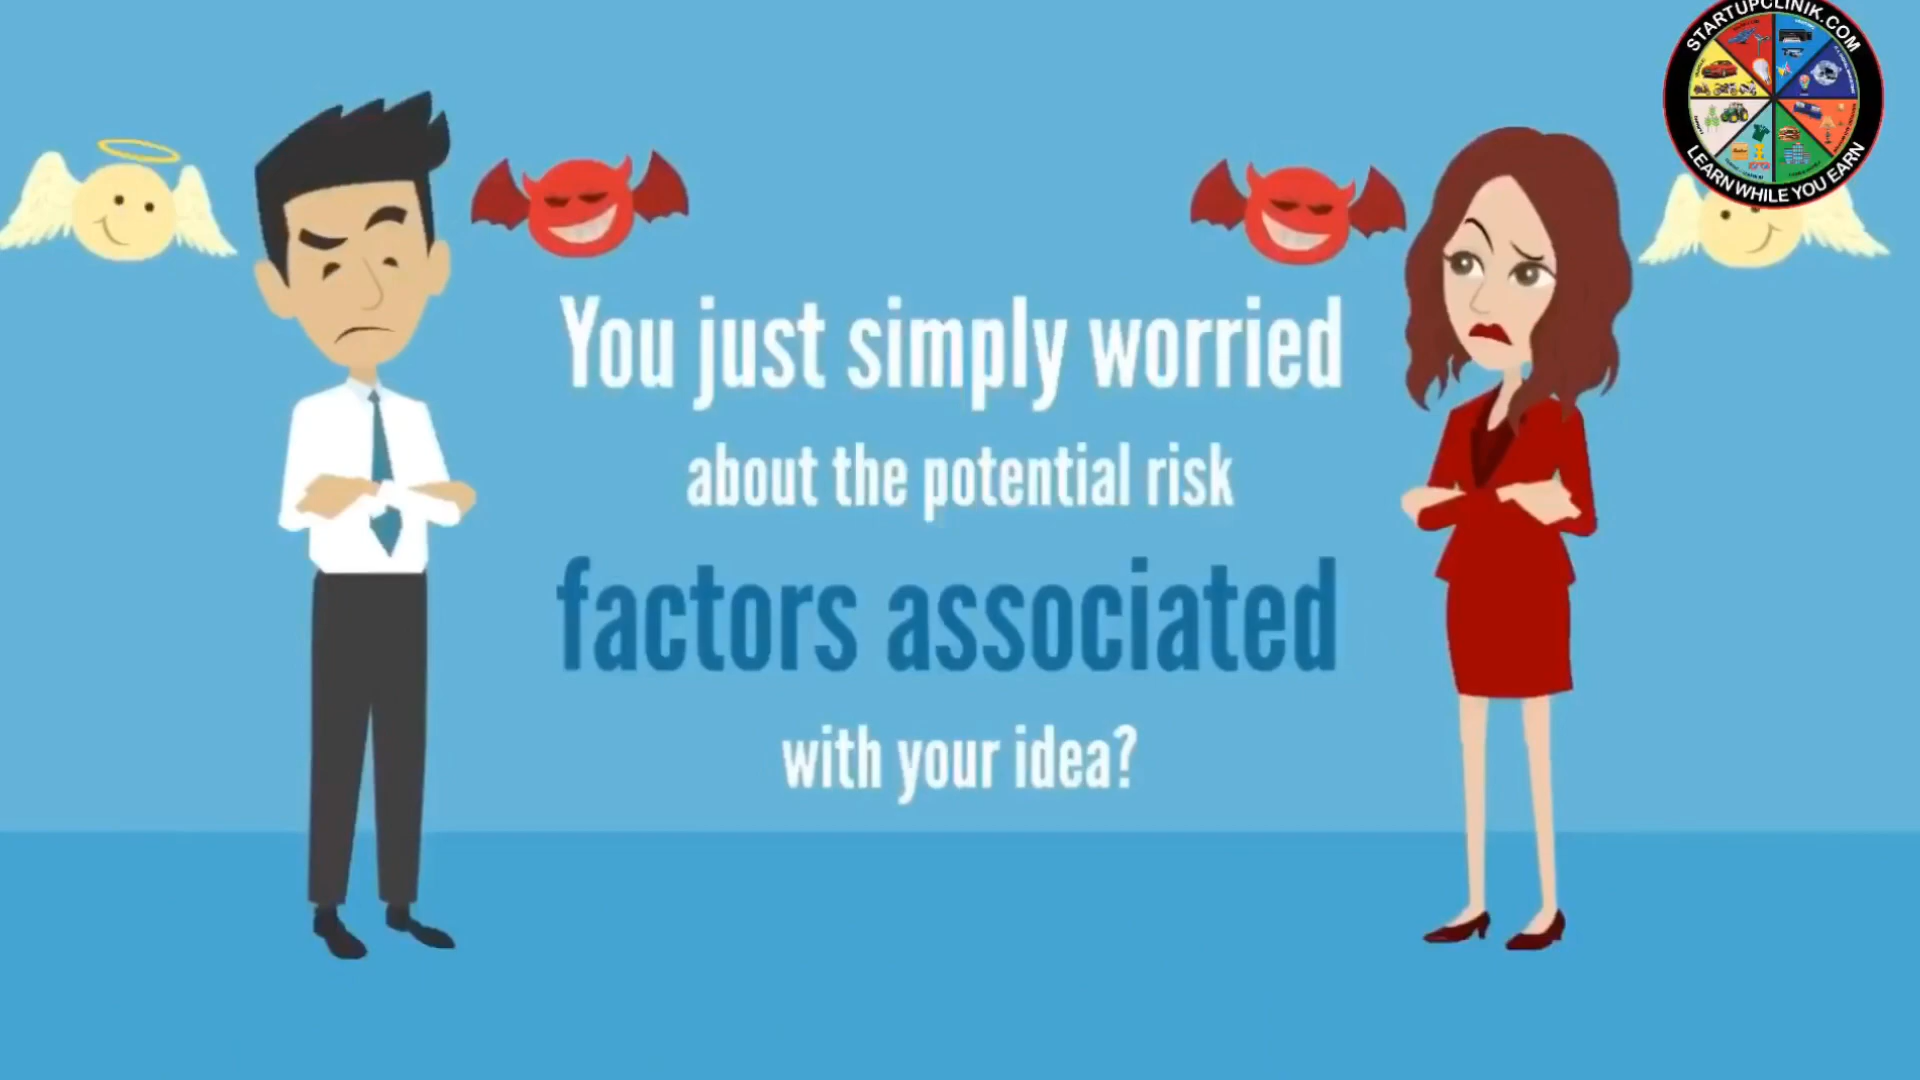 STARTUPCLINIK.COM
LEARN WHILE YOU EARN
You just simply worried
about the potential risk
factors associated
with your idea?